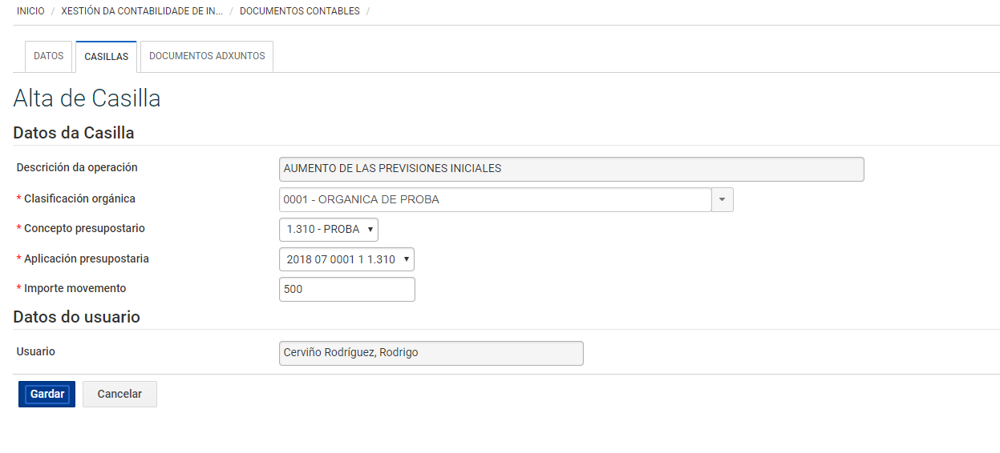 INICIO / XESTIÓN DA CONTABILIDADE DE IN... / DOCUMENTOS CONTABLES /
DATOS CASILLAS DOCUMENTOS ADXUNTOS
Alta de Casilla
Datos da Casilla
Descrición da operación AUMENTO DE LAS PREVISIONES INICIALES
* Clasificación orgánica 0001 - ORGANICA DE PROBA
* Concepto presupostario 1.310 - PROBA
* Aplicación presupostaria 2018 07 0001 1 1.310
* Importe movemento 500
Datos do usuario
Usuario Cerviño Rodríguez, Rodrigo
Gardar Cancelar